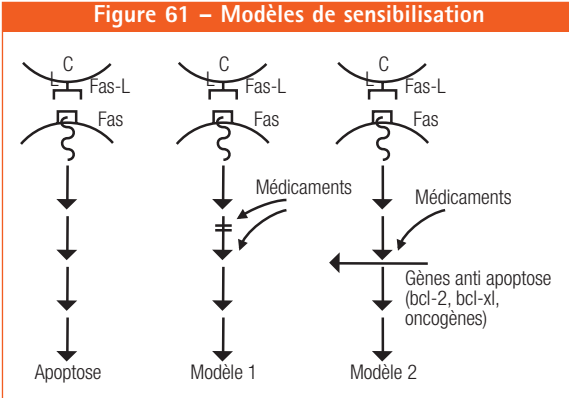 Figure 61 – Modèles de sensibilisation
C C C
L L L
Fas-L Fas-L Fas-L
Fas Fas Fas
Médicaments
Médicaments
Gènes anti apoptose
(bcl-2, bcl-xl,
oncogènes)
Apoptose Modèle 1 Modèle 2